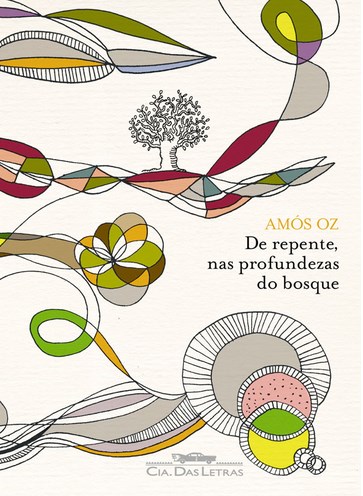 AMÓS OZ
De repente,
nas profundezas
do bosque
CIA. DAS LETRAS